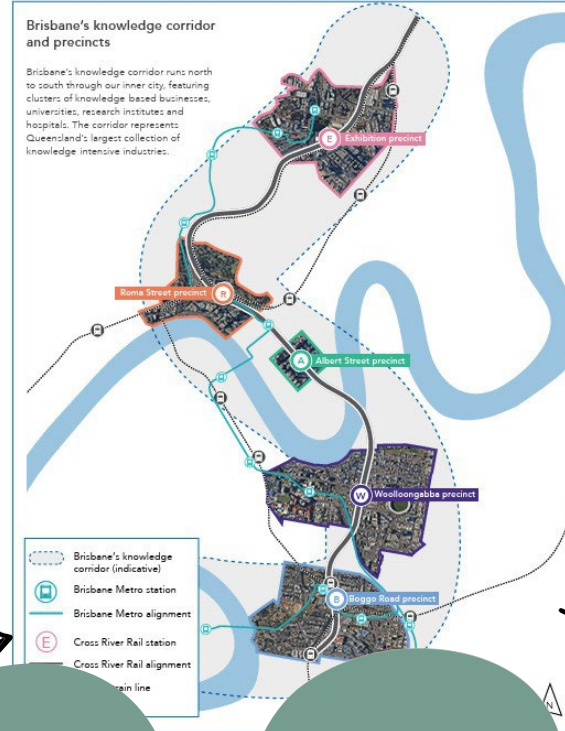 Brisbane's knowledge corridor
and precincts
Brisbane's knowledge corridor runs north
to south through our inner city, featuring
clusters of knowledge based businesses,
universities, research institutes and
hospitals. The corridor represents
Queensland's largest collection of
knowledge intensive industries.
E Exhibition precinct
Roma Street precinct R
A Albert Street precinct
W Woolloongabba precinct
B Boggo Road precinct
Brisbane's knowledge
corridor (indicative)
Brisbane Metro station
Brisbane Metro alignment
E Cross River Rail station
Cross River Rail alignment
line
N